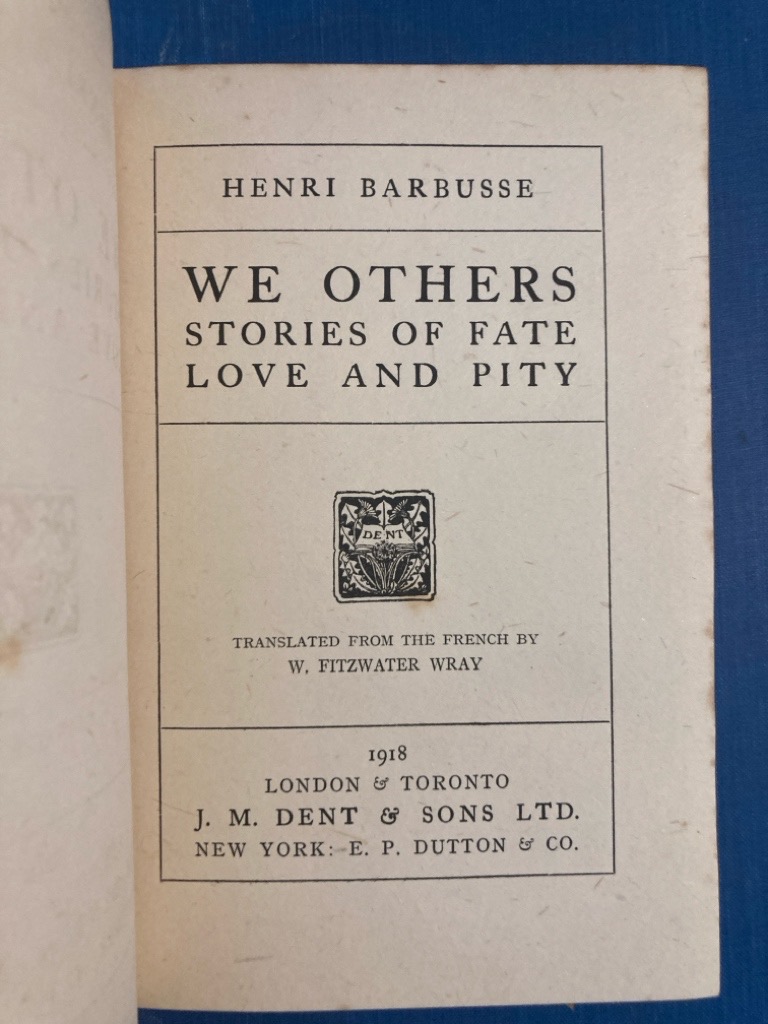 HENRI BARBUSSE
WE OTHERS
STORIES OF FATE
LOVE AND PITY
DENT
TRANSLATED FROM THE FRENCH BY
W. FITZWATER WRAY
1918
LONDON & TORONTO
J. M. DENT & SONS LTD.
NEW YORK: E. P. DUTTON & CO.